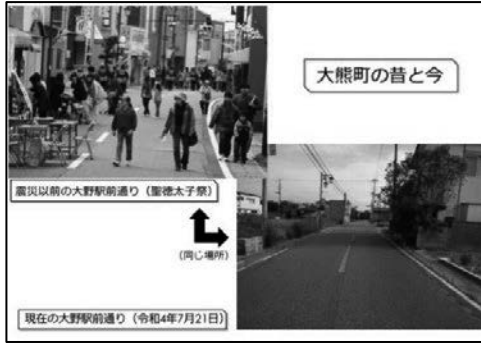 大熊町の昔と今
震災以前の大野駅前通り（聖徳太子祭）
(同じ場所)
現在の大野駅前通り（令和4年7月21日）